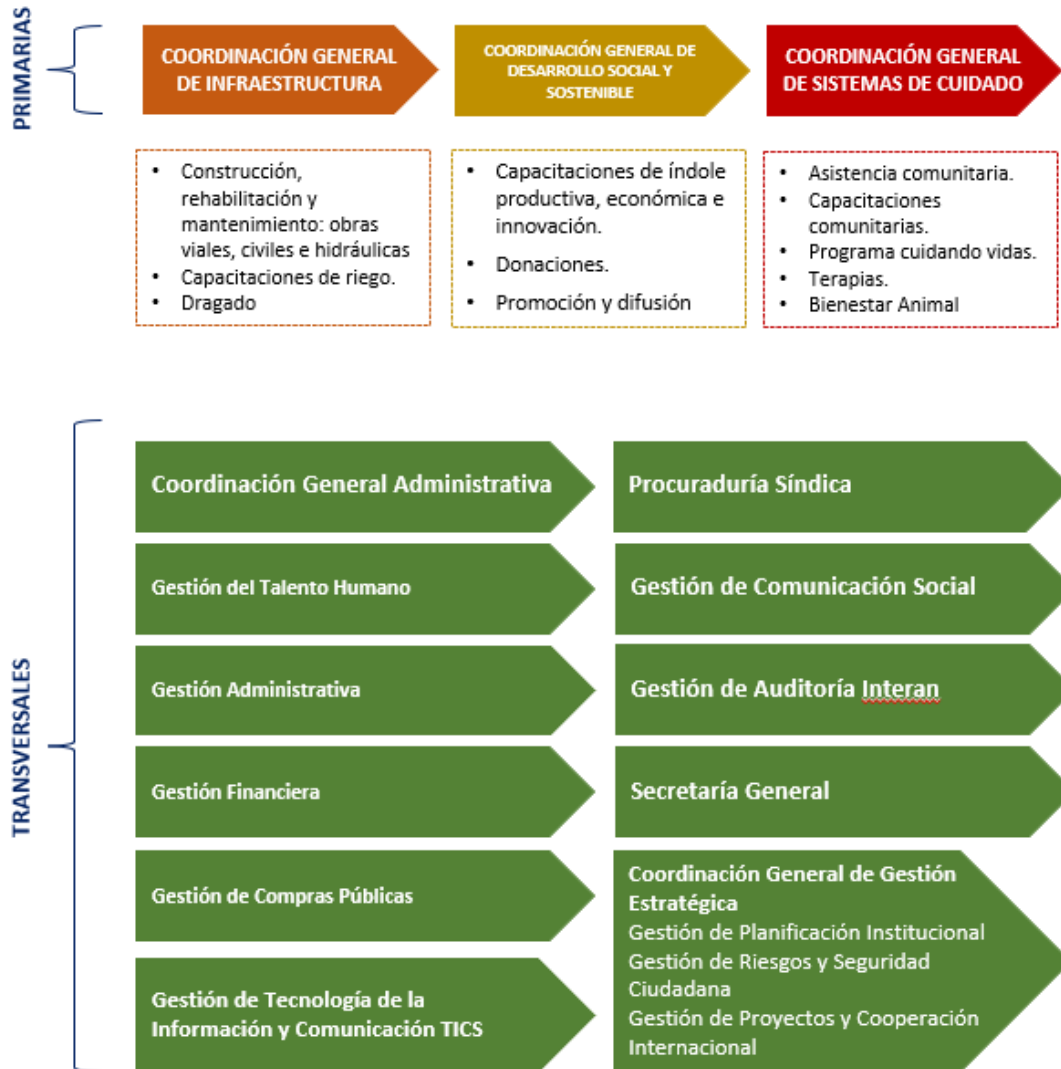 PRIMARIAS
COORDINACIÓN GENERAL
DE INFRAESTRUCTURA
COORDINACIÓN GENERAL DE
DESARROLLO SOCIAL Y
SOSTENIBLE
COORDINACIÓN GENERAL
DE SISTEMAS DE CUIDADO
• Construcción,
rehabilitación y
mantenimiento: obras
viales, civiles e hidráulicas
• Capacitaciones de riego.
• Dragado
• Capacitaciones de índole
productiva, económica e
innovación.
• Donaciones.
• Promoción y difusión
• Asistencia comunitaria.
• Capacitaciones
comunitarias.
• Programa cuidando vidas.
• Terapias.
• Bienestar Animal
TRANSVERSALES
Coordinación General Administrativa
Gestión del Talento Humano
Gestión Administrativa
Gestión Financiera
Gestión de Compras Públicas
Gestión de Tecnología de la
Información y Comunicación TICS
Procuraduría Síndica
Gestión de Comunicación Social
Gestión de Auditoría Interan
Secretaría General
Coordinación General de Gestión
Estratégica
Gestión de Planificación Institucional
Gestión de Riesgos y Seguridad
Ciudadana
Gestión de Proyectos y Cooperación
Internacional